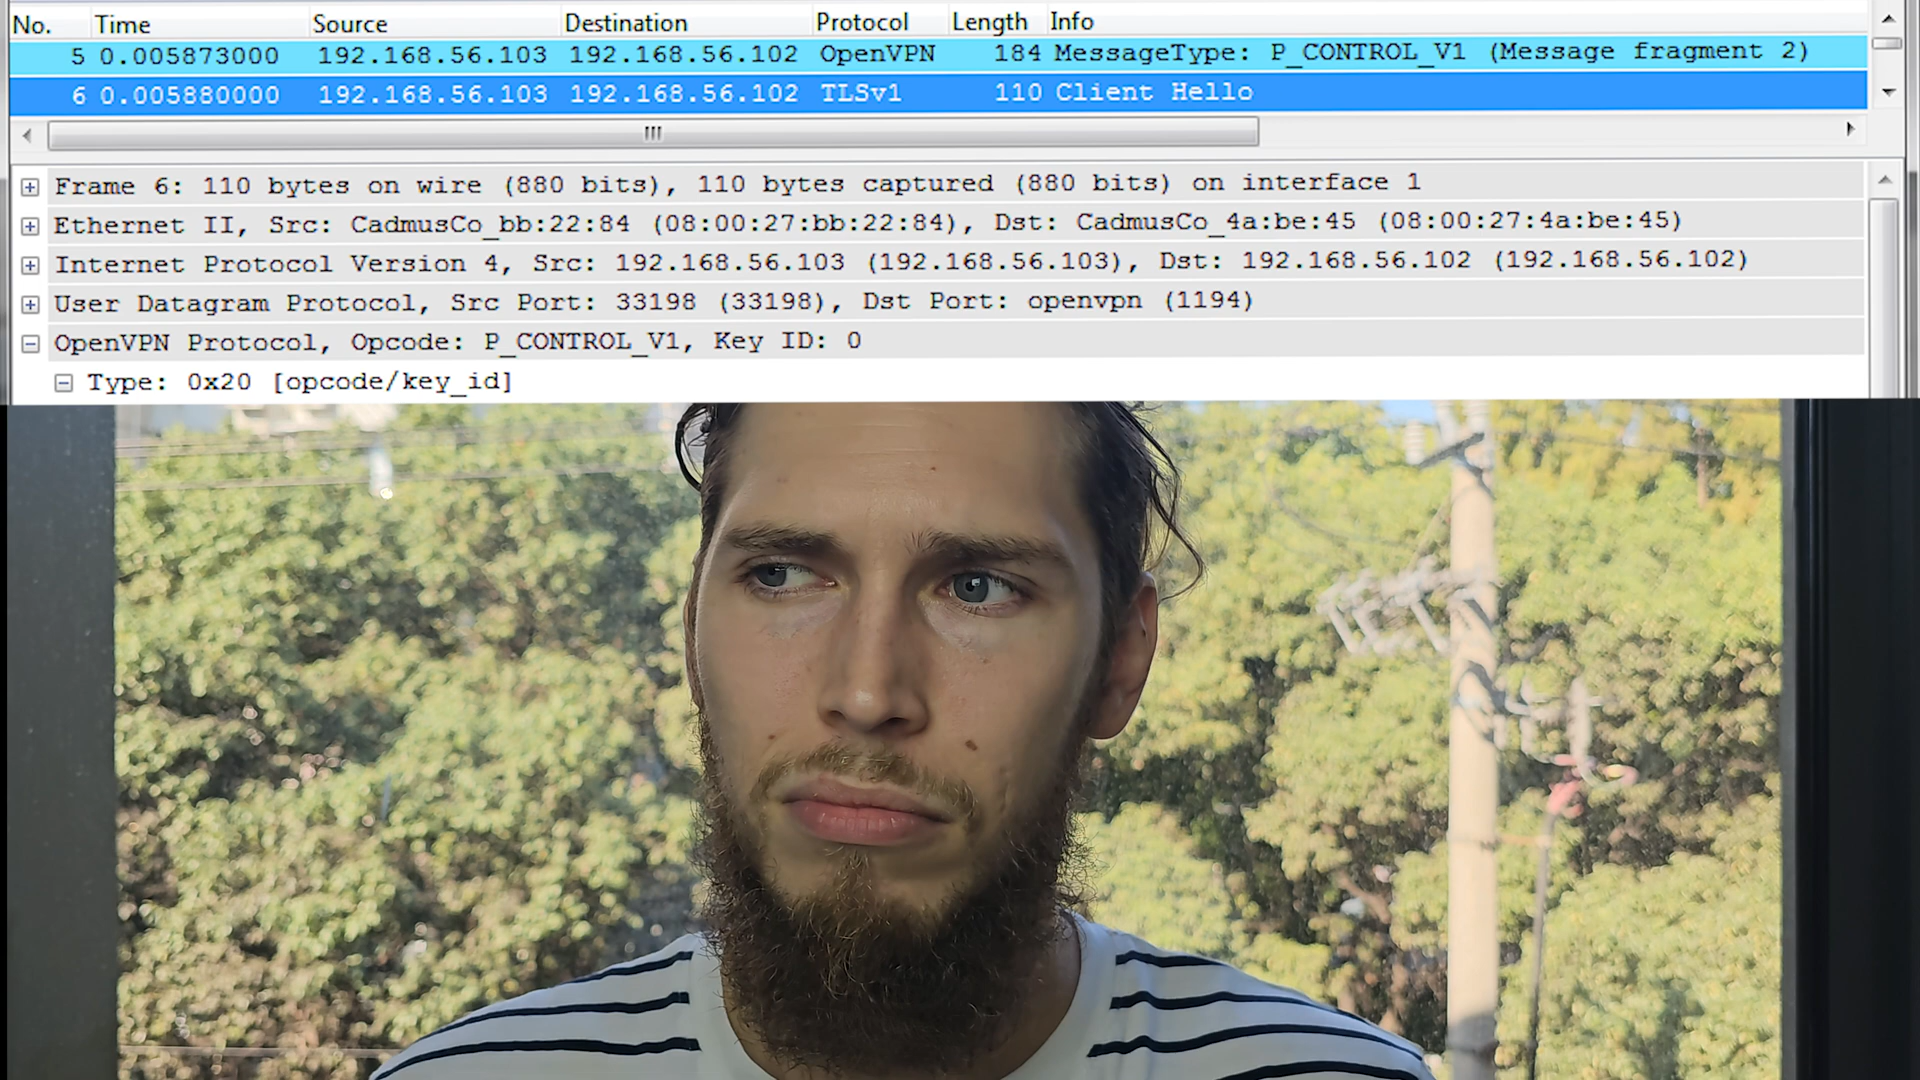 No. Time Source Destination Protocol Length Info
5 0.005873000 192.168.56.103 192.168.56.102 OpenVPN 184 MessageType: P_CONTROL_V1 (Message fragment 2)
6 0.005880000 192.168.56.103 192.168.56.102 TLSv1 110 Client Hello
Frame 6: 110 bytes on wire (880 bits), 110 bytes captured (880 bits) on interface 1
Ethernet II, Src: CadmusCo_bb:22:84 (08:00:27:bb:22:84), Dst: CadmusCo_4a:be:45 (08:00:27:4a:be:45)
Internet Protocol Version 4, Src: 192.168.56.103 (192.168.56.103), Dst: 192.168.56.102 (192.168.56.102)
User Datagram Protocol, Src Port: 33198 (33198), Dst Port: openvpn (1194)
OpenVPN Protocol, Opcode: P_CONTROL_V1, Key ID: 0
Type: 0x20 [opcode/key_id]